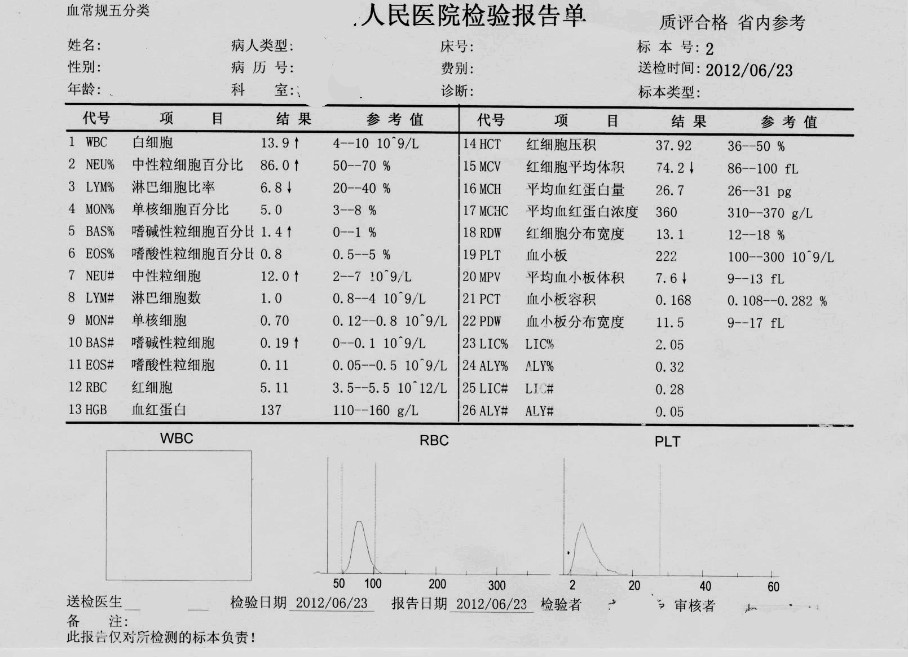 血常规五分类
人民医院检验报告单
质评合格 省内参考
姓名: 病人类型: 床号: 标 本 号: 2
性别: 病 历 号: 费别: 送检时间: 2012/06/23
年龄: 科 室: 诊断: 标本类型:
代号 项 目 结 果 参 考 值 代号 项 目 结 果 参 考 值
1 WBC 白细胞 13.9↑ 4--10 10^9/L 14 HCT 红细胞压积 37.92 36--50 %
2 NEU% 中性粒细胞百分比 86.0↑ 50--70 % 15 MCV 红细胞平均体积 74.2↓ 86--100 fL
3 LYM% 淋巴细胞比率 6.8↓ 20--40 % 16 MCH 平均血红蛋白量 26.7 26--31 pg
4 MON% 单核细胞百分比 5.0 3--8 % 17 MCHC 平均血红蛋白浓度 360 310--370 g/L
5 BAS% 嗜碱性粒细胞百分比 1.4↑ 0--1 % 18 RDW 红细胞分布宽度 13.1 12--18 %
6 EOS% 嗜酸性粒细胞百分比 0.8 0.5--5 % 19 PLT 血小板 222 100--300 10^9/L
7 NEU# 中性粒细胞 12.0↑ 2--7 10^9/L 20 MPV 平均血小板体积 7.6↓ 9--13 fL
8 LYM# 淋巴细胞数 1.0 0.8--4 10^9/L 21 PCT 血小板容积 0.168 0.108--0.282 %
9 MON# 单核细胞 0.70 0.12--0.8 10^9/L 22 PDW 血小板分布宽度 11.5 9--17 fL
10 BAS# 嗜碱性粒细胞 0.19↑ 0--0.1 10^9/L 23 LIC% LIC% 2.05
11 EOS# 嗜酸性粒细胞 0.11 0.05--0.5 10^9/L 24 ALY% ALY% 0.32
12 RBC 红细胞 5.11 3.5--5.5 10^12/L 25 LIC# LIC# 0.28
13 HGB 血红蛋白 137 110--160 g/L 26 ALY# ALY# 0.05
WBC RBC PLT
50 100 200 300 2 20 40 60
送检医生 检验日期 2012/06/23 报告日期 2012/06/23 检验者 审核者
备 注:
此报告仅对所检测的标本负责!